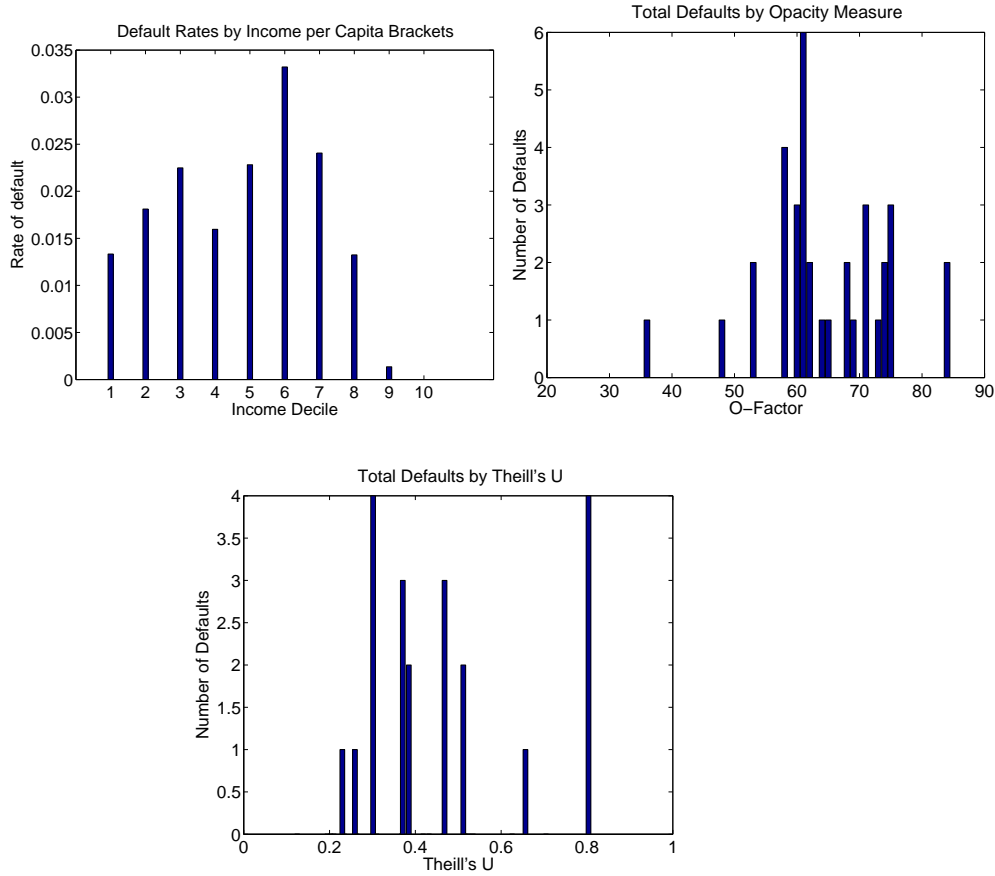 Default Rates by Income per Capita Brackets
0.035
0.03
0.025
0.02
0.015
0.01
0.005
0
Rate of default
1 2 3 4 5 6 7 8 9 10
Income Decile
Total Defaults by Opacity Measure
6
5
4
3
2
1
0
Number of Defaults
20 30 40 50 60 70 80 90
O−Factor
Total Defaults by Theill's U
4
3.5
3
2.5
2
1.5
1
0.5
0
Number of Defaults
0 0.2 0.4 0.6 0.8 1
Theill's U